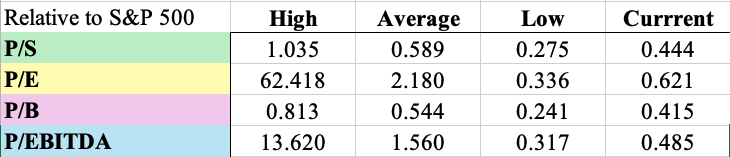 Relative to S&P 500 High Average Low Currrent
P/S 1.035 0.589 0.275 0.444
P/E 62.418 2.180 0.336 0.621
P/B 0.813 0.544 0.241 0.415
P/EBITDA 13.620 1.560 0.317 0.485